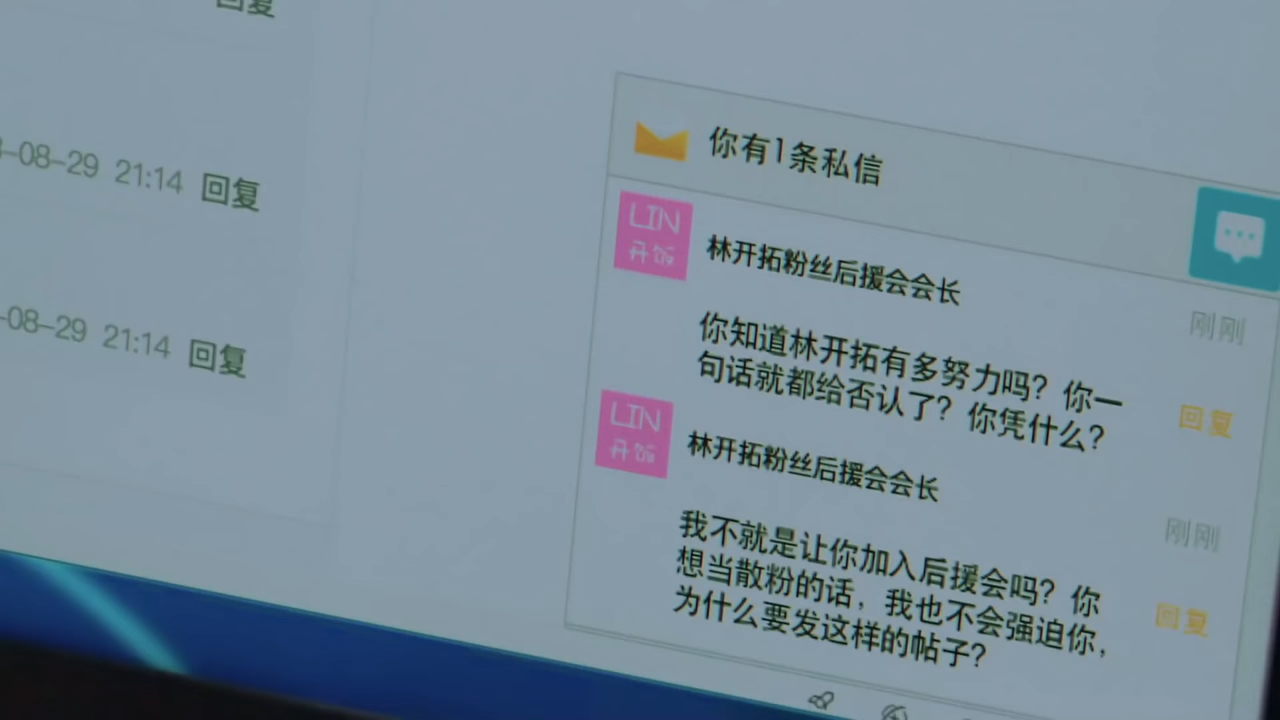 回复
-08-29 21:14 回复
-08-29 21:14 回复
你有1条私信
LIN
开饭
林开拓粉丝后援会会长
刚刚
你知道林开拓有多努力吗？你一
句话就都给否认了？你凭什么？
回复
LIN
开饭
林开拓粉丝后援会会长
刚刚
我不就是让你加入后援会吗？你
想当散粉的话，我也不会强迫你，
为什么要发这样的帖子？
回复